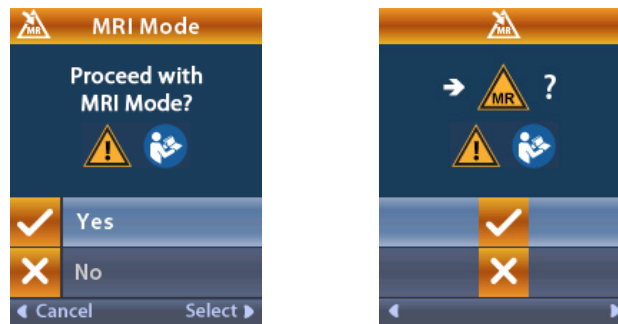 MR
MRI Mode
Proceed with
MRI Mode?
!
Yes
No
Cancel
Select
MR
MR ?
!